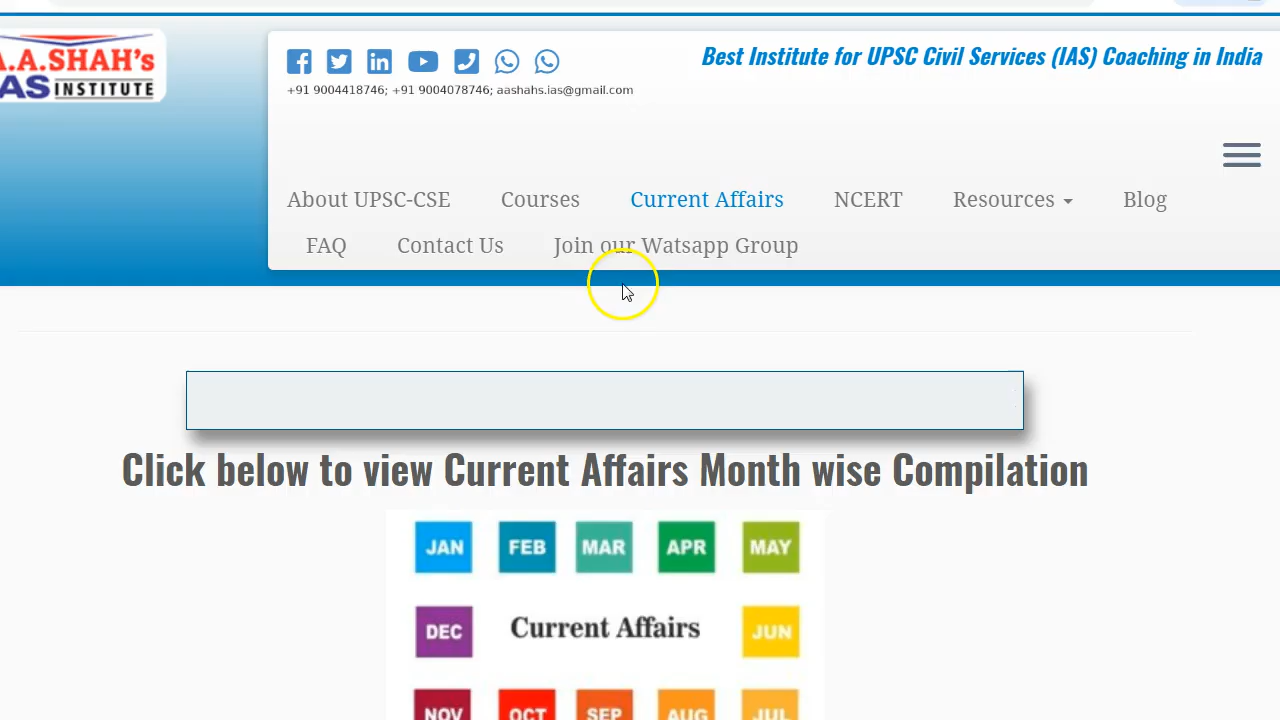 A.A.SHAH's
IAS INSTITUTE
Best Institute for UPSC Civil Services (IAS) Coaching in India
+91 9004418746; +91 9004078746; aashahs.ias@gmail.com
About UPSC-CSE Courses Current Affairs NCERT Resources Blog
FAQ Contact Us Join our Watsapp Group
Click below to view Current Affairs Month wise Compilation
JAN FEB MAR APR MAY
DEC Current Affairs JUN
NOV OCT SEP AUG JUL